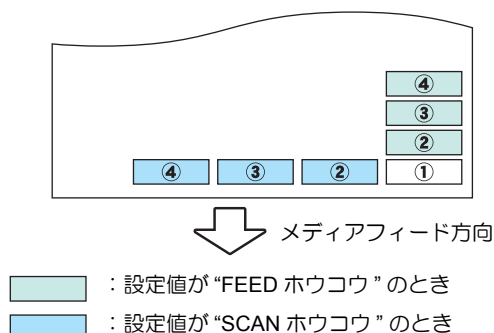 ④
③
②
④ ③ ② ①
メディアフィード方向
：設定値が “FEED ホウコウ ” のとき
：設定値が “SCAN ホウコウ ” のとき